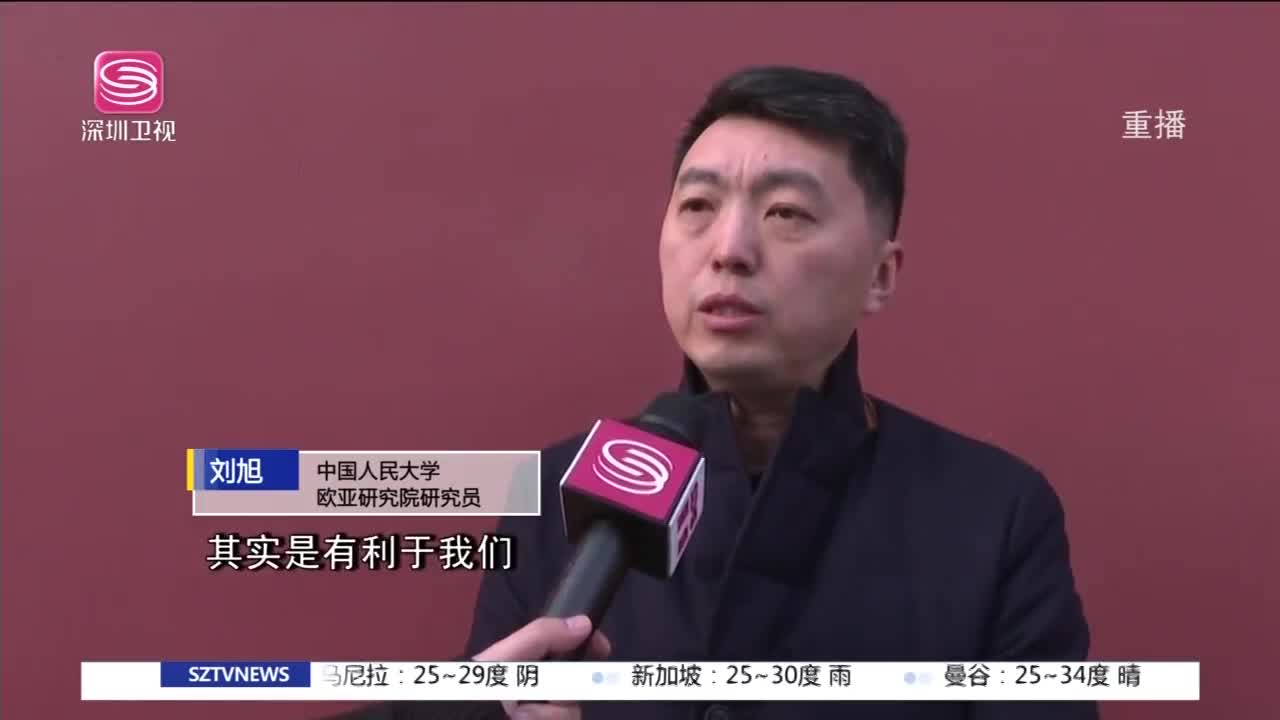 深圳卫视
重播
刘旭
中国人民大学
欧亚研究院研究员
其实是有利于我们
SZTVNEWS
马尼拉：25~29度 阴
新加坡：25~30度 雨
曼谷：25~34度 晴